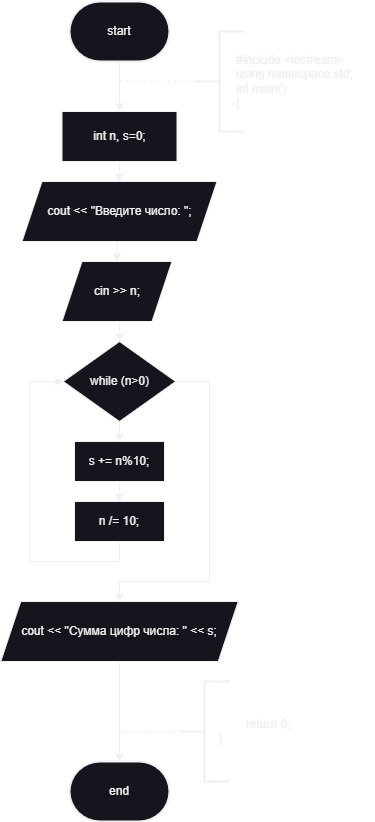 start
#include <iostream>
using namespace std;
int main()
{
int n, s=0;
cout << "Введите число: ";
cin >> n;
while (n>0)
s += n%10;
n /= 10;
cout << "Сумма цифр числа: " << s;
return 0;
}
end